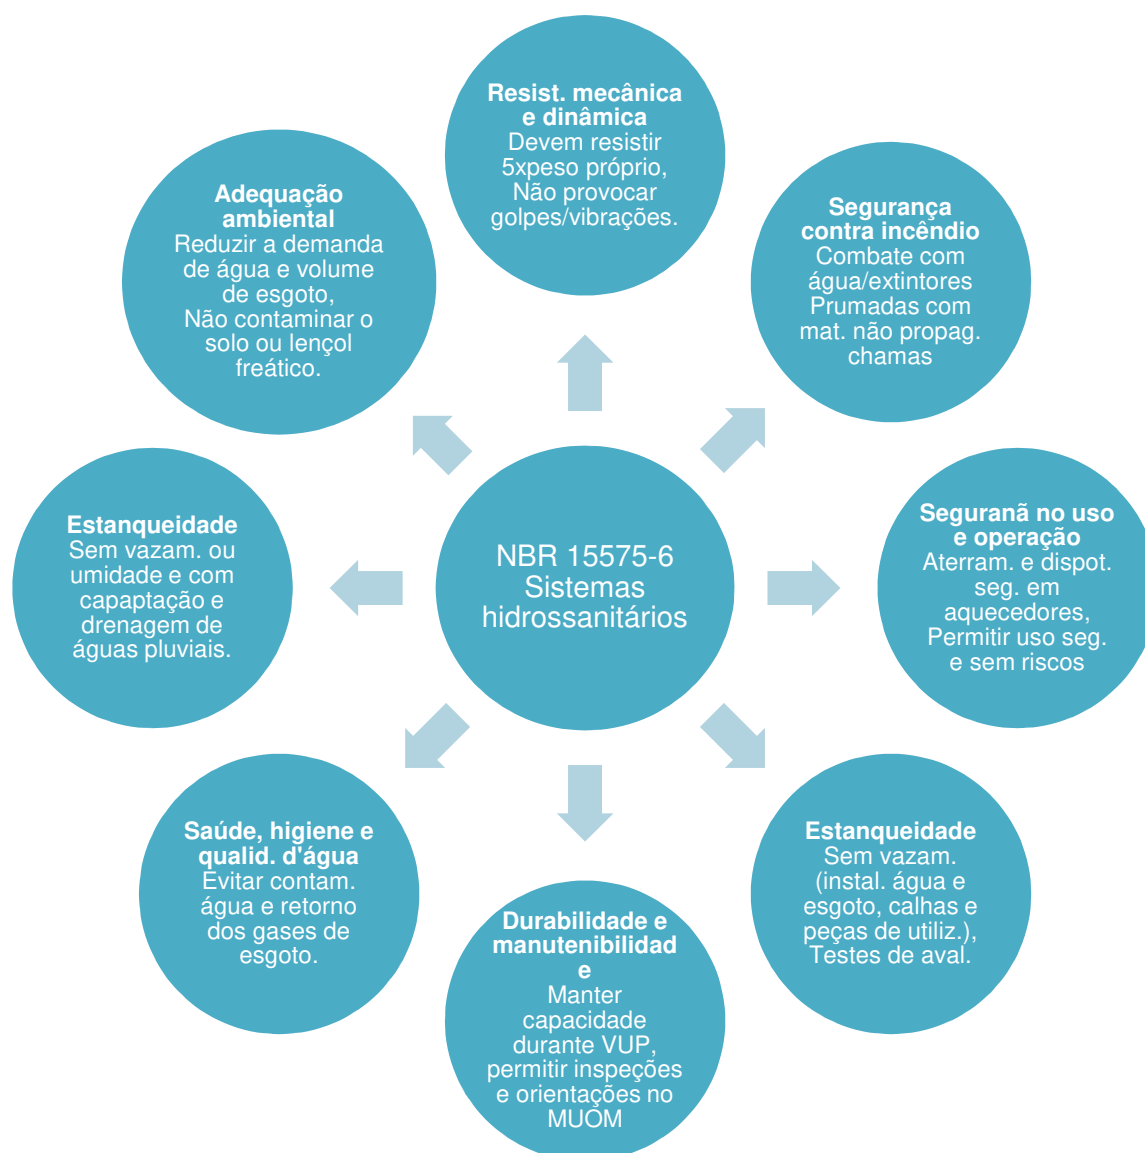 Resist. mecânica
e dinâmica
Devem resistir
5xpeso próprio,
Não provocar
golpes/vibrações.
Segurança
contra incêndio
Combate com
água/extintores
Prumadas com
mat. não propag.
chamas
Seguranã no uso
e operação
Aterram. e dispot.
seg. em
aquecedores,
Permitir uso seg.
e sem riscos
Estanqueidade
Sem vazam.
(instal. água e
esgoto, calhas e
peças de utiliz.),
Testes de aval.
Durabilidade e
manutenibilidad
e
Manter
capacidade
durante VUP,
permitir inspeções
e orientações no
MUOM
Saúde, higiene e
qualid. d'água
Evitar contam.
água e retorno
dos gases de
esgoto.
Estanqueidade
Sem vazam. ou
umidade e com
capaptação e
drenagem de
águas pluviais.
Adequação
ambiental
Reduzir a demanda
de água e volume
de esgoto,
Não contaminar o
solo ou lençol
freático.
NBR 15575-6
Sistemas
hidrossanitários